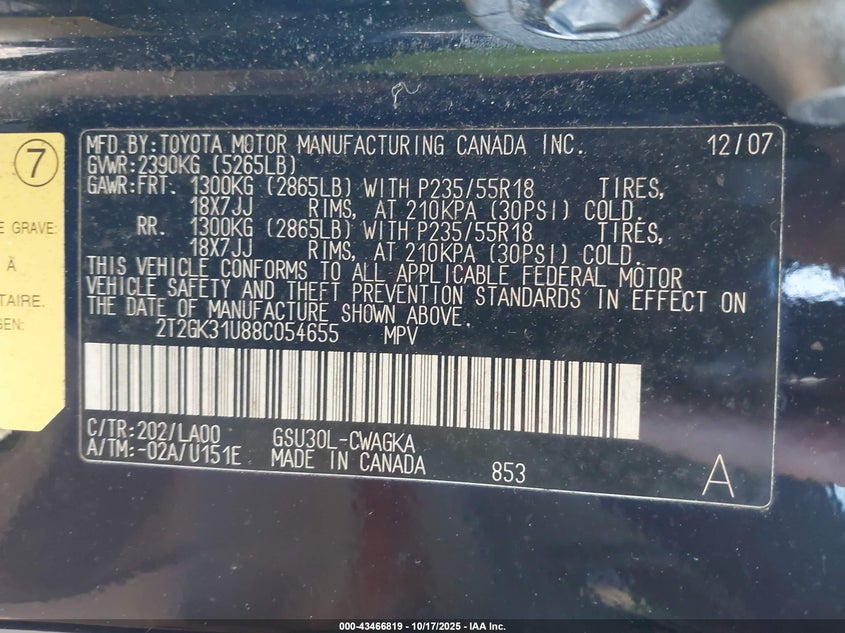 7
E GRAVE:
À
TAIRE.
GEN:
MFD.BY:TOYOTA MOTOR MANUFACTURING CANADA INC. 12/07
GVWR:2390KG (5265LB)
GAWR:FRT. 1300KG (2865LB) WITH P235/55R18 TIRES,
18X7JJ RIMS, AT 210KPA (30PSI) COLD.
RR. 1300KG (2865LB) WITH P235/55R18 TIRES,
18X7JJ RIMS, AT 210KPA (30PSI) COLD.
THIS VEHICLE CONFORMS TO ALL APPLICABLE FEDERAL MOTOR
VEHICLE SAFETY AND THEFT PREVENTION STANDARDS IN EFFECT ON
THE DATE OF MANUFACTURE SHOWN ABOVE.
2T2GK31U88C054655 MPV
C/TR:202/LA00 GSU30L-CWAGKA
A/TM:-02A/U151E MADE IN CANADA 853 A
000-43466819 - 10/17/2025 - IAA Inc.